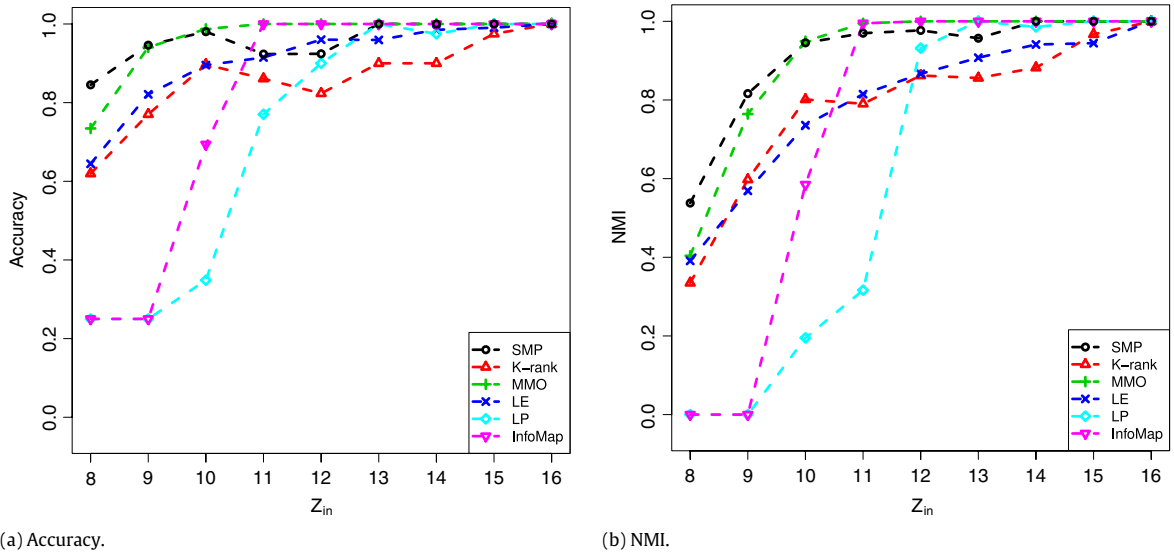 Accuracy
1.0
0.8
0.6
0.4
0.2
0.0
8 9 10 11 12 13 14 15 16
Z_in
SMP
K−rank
MMO
LE
LP
InfoMap
(a) Accuracy.
NMI
1.0
0.8
0.6
0.4
0.2
0.0
8 9 10 11 12 13 14 15 16
Z_in
SMP
K−rank
MMO
LE
LP
InfoMap
(b) NMI.